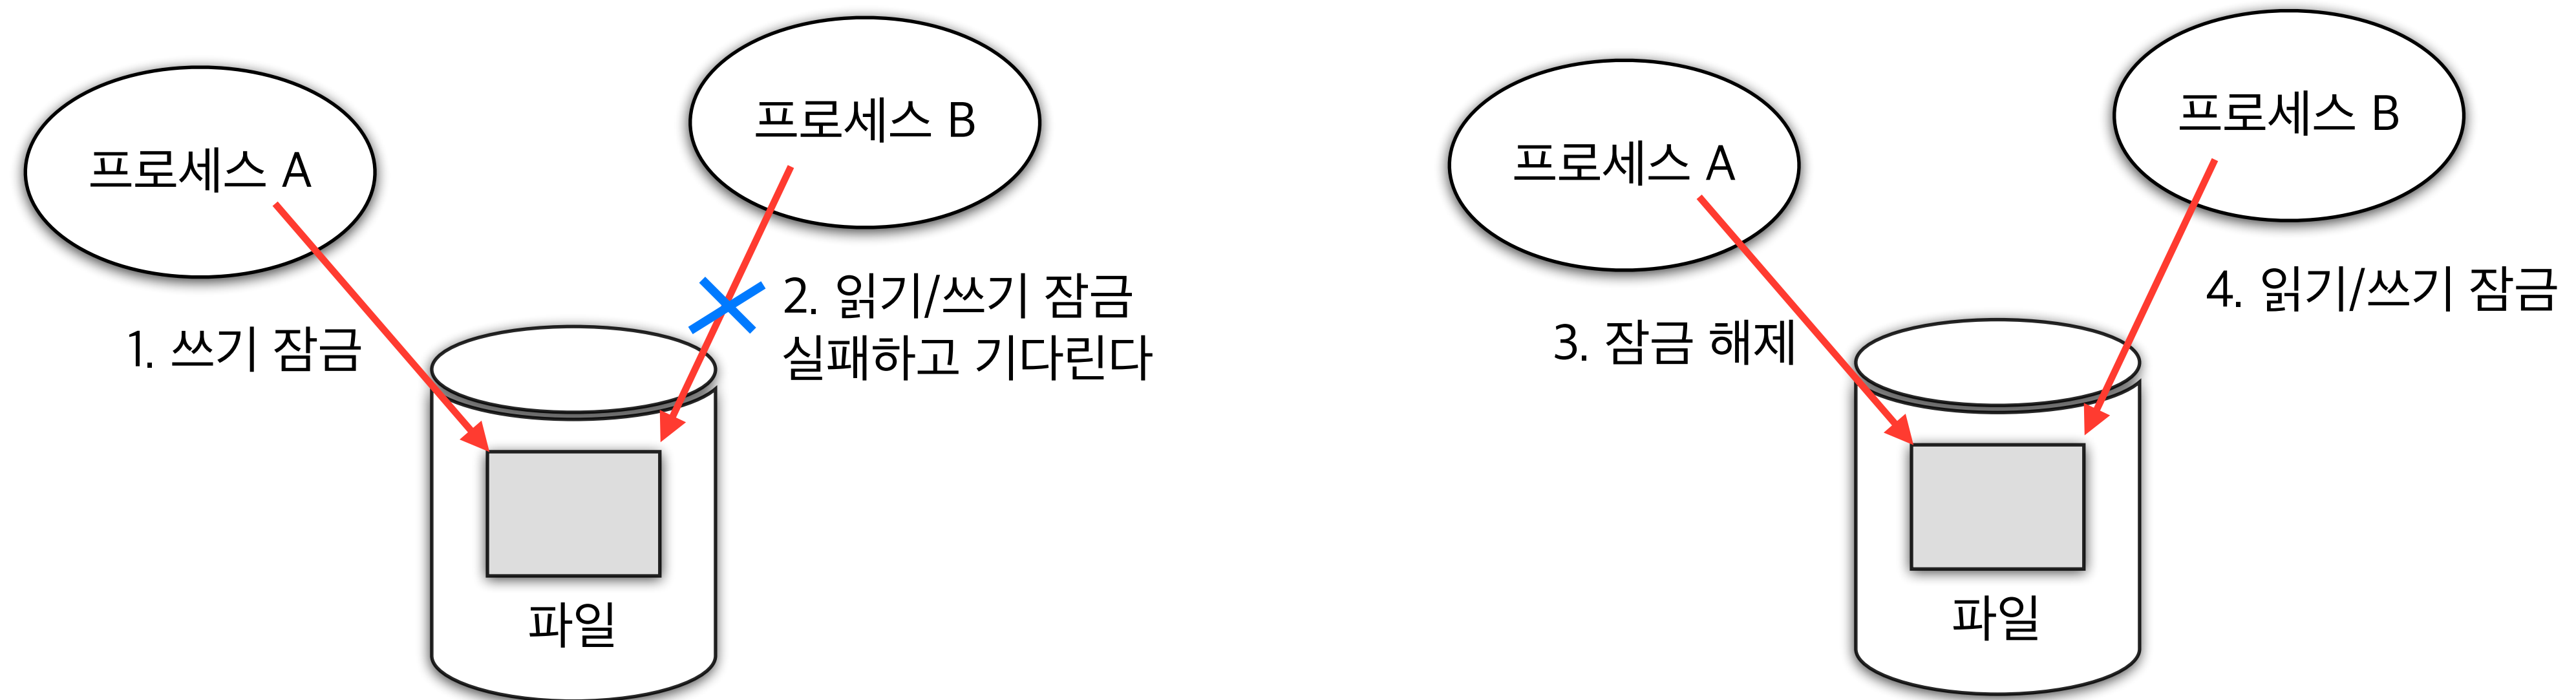 프로세스 A
프로세스 B
1. 쓰기 잠금
2. 읽기/쓰기 잠금
실패하고 기다린다
파일
프로세스 A
프로세스 B
3. 잠금 해제
4. 읽기/쓰기 잠금
파일